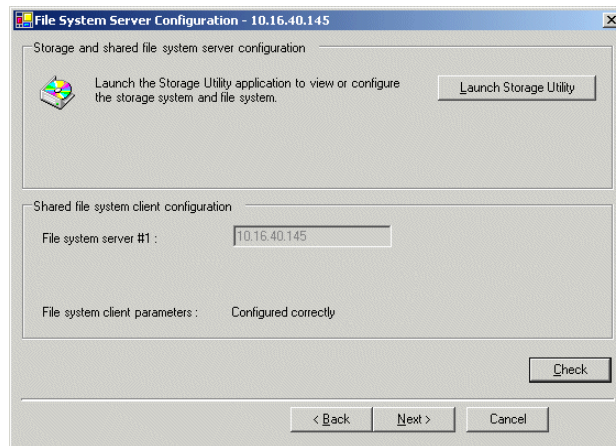 File System Server Configuration - 10.16.40.145
Storage and shared file system server configuration
Launch the Storage Utility application to view or configure
the storage system and file system.
Launch Storage Utility
Shared file system client configuration
File system server #1 :
10.16.40.145
File system client parameters :
Configured correctly
Check
< Back
Next >
Cancel